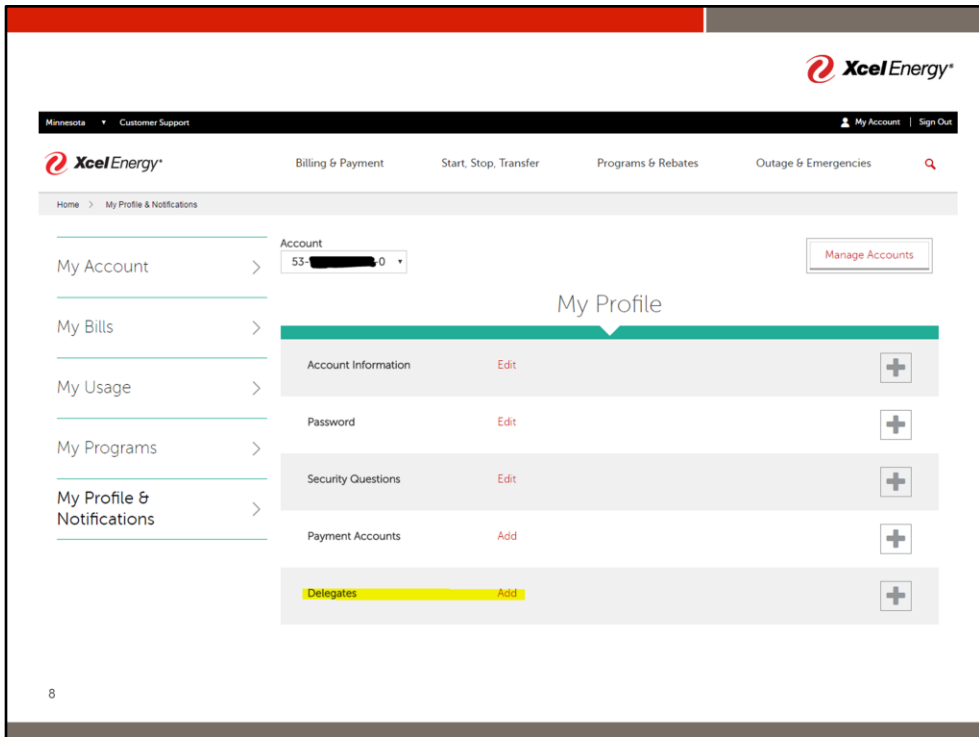 Xcel Energy®
Minnesota ▾ Customer Support My Account | Sign Out
Xcel Energy® Billing & Payment Start, Stop, Transfer Programs & Rebates Outage & Emergencies
Home > My Profile & Notifications
Account
53- -0
Manage Accounts
My Account
My Bills
My Usage
My Programs
My Profile &
Notifications
My Profile
Account Information Edit
Password Edit
Security Questions Edit
Payment Accounts Add
Delegates Add
8